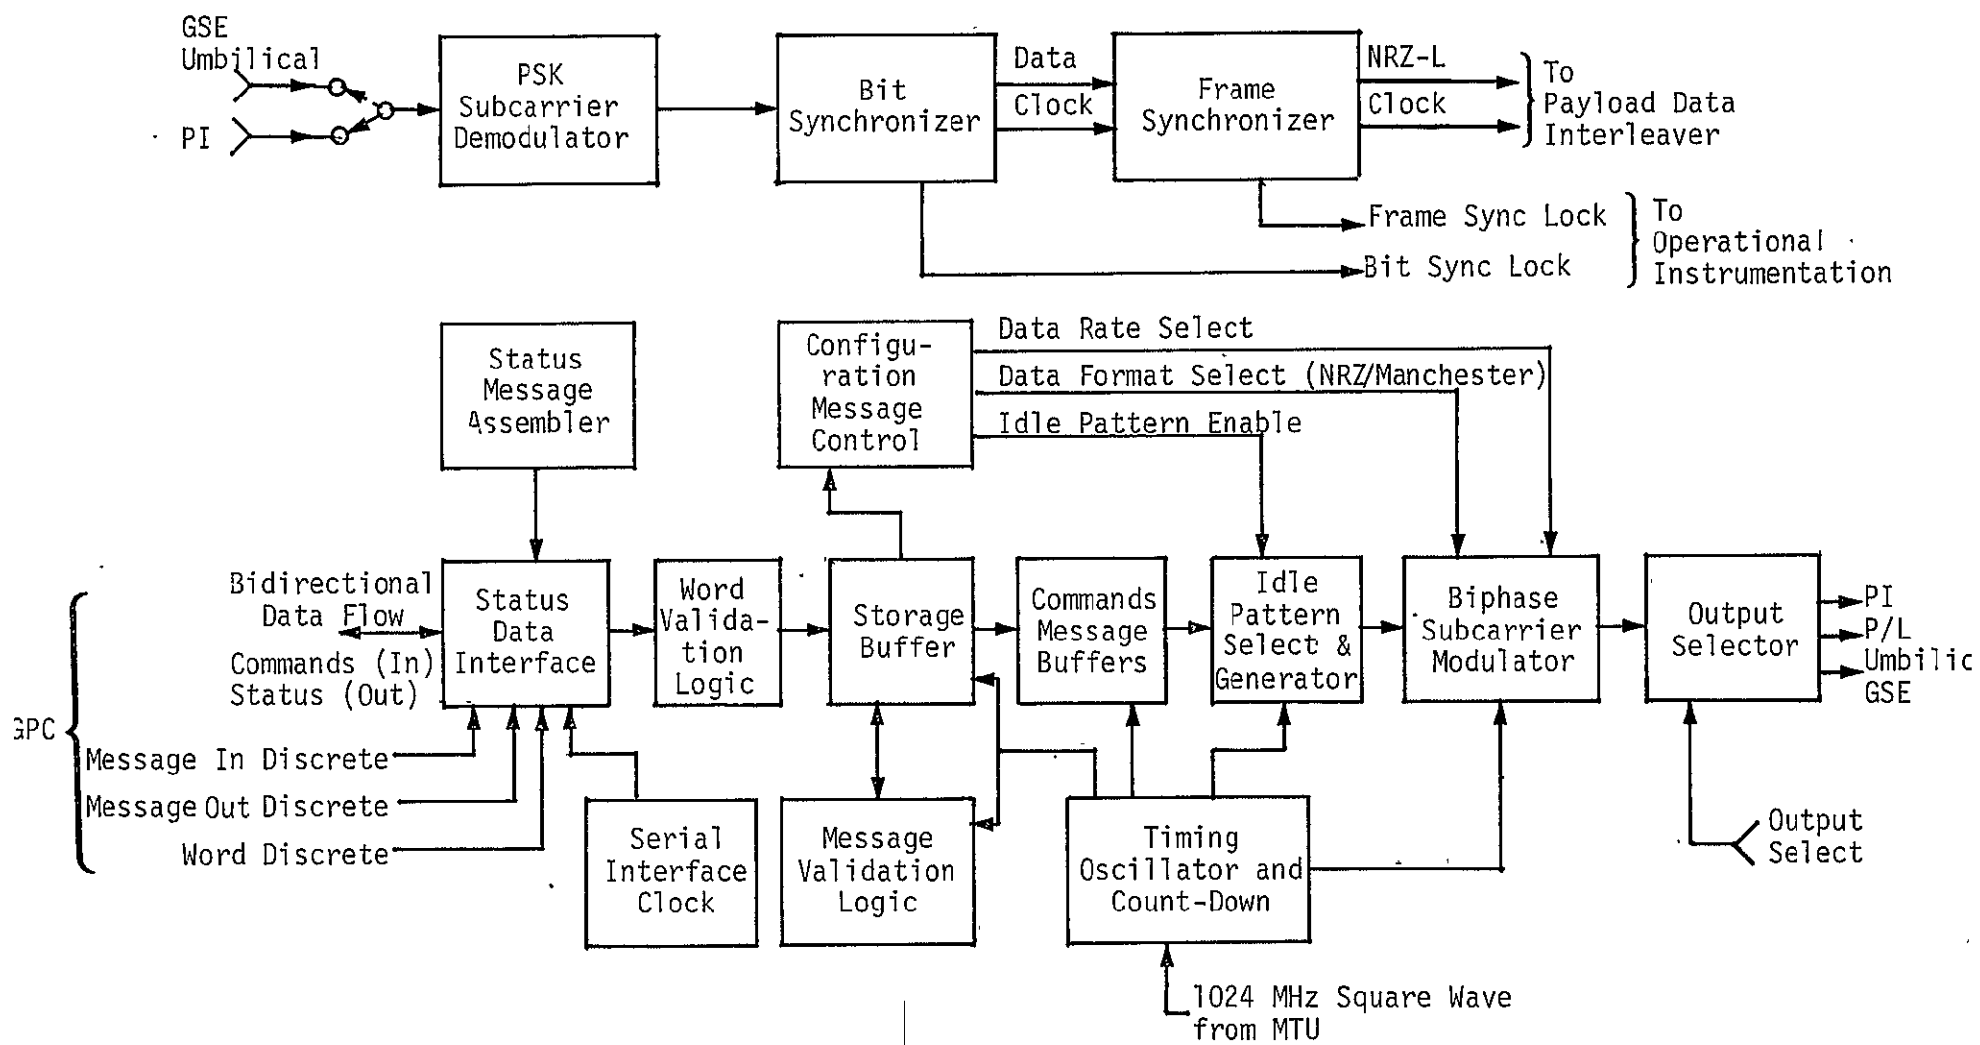 GSE
Umbilical
PI
PSK
Subcarrier
Demodulator
Bit
Synchronizer
Data
Clock
Frame
Synchronizer
NRZ-L
Clock
To
Payload Data
Interleaver
Frame Sync Lock
Bit Sync Lock
To
Operational
Instrumentation
Status
Message
Assembler
Configu-
ration
Message
Control
Data Rate Select
Data Format Select (NRZ/Manchester)
Idle Pattern Enable
GPC
Bidirectional
Data Flow
Commands (In)
Status (Out)
Message In Discrete
Message Out Discrete
Word Discrete
Status
Data
Interface
Word
Valida-
tion
Logic
Storage
Buffer
Commands
Message
Buffers
Idle
Pattern
Select &
Generator
Biphase
Subcarrier
Modulator
Output
Selector
PI
P/L
Umbilic
GSE
Serial
Interface
Clock
Message
Validation
Logic
Timing
Oscillator and
Count-Down
Output
Select
1024 MHz Square Wave
from MTU